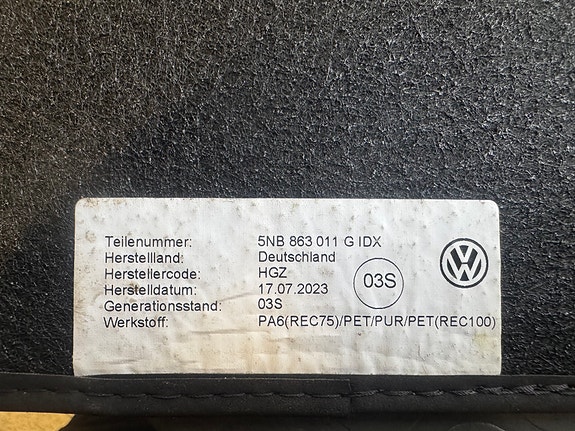 Teilenummer: 5NB 863 011 G IDX
Herstellland: Deutschland
Herstellercode: HGZ
Herstelldatum: 17.07.2023
Generationsstand: 03S
Werkstoff: PA6(REC75)/PET/PUR/PET(REC100)
03S
VW